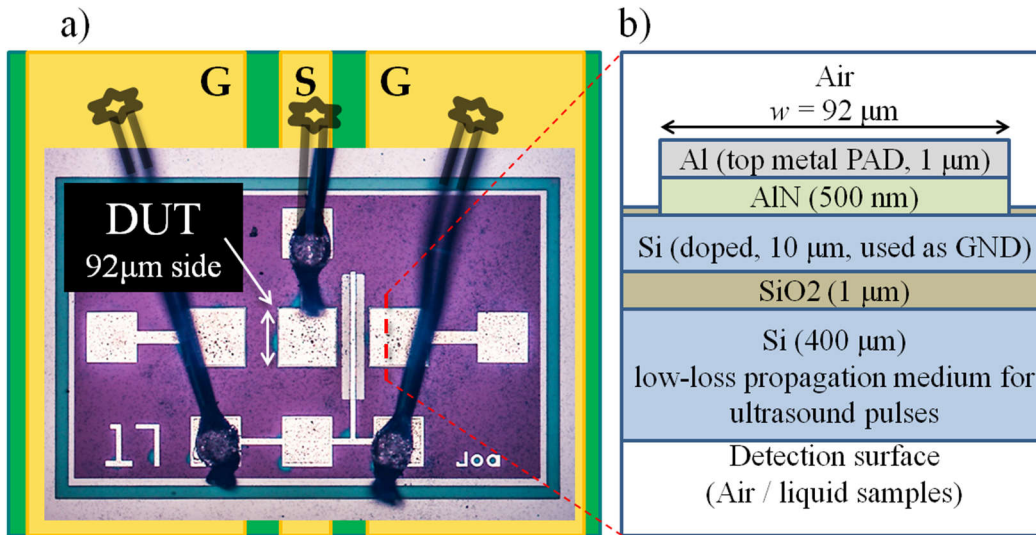 a)
G
S
G
DUT
92µm side
17
b)
Air
w = 92 µm
Al (top metal PAD, 1 µm)
AlN (500 nm)
Si (doped, 10 µm, used as GND)
SiO2 (1 µm)
Si (400 µm)
low-loss propagation medium for
ultrasound pulses
Detection surface
(Air / liquid samples)